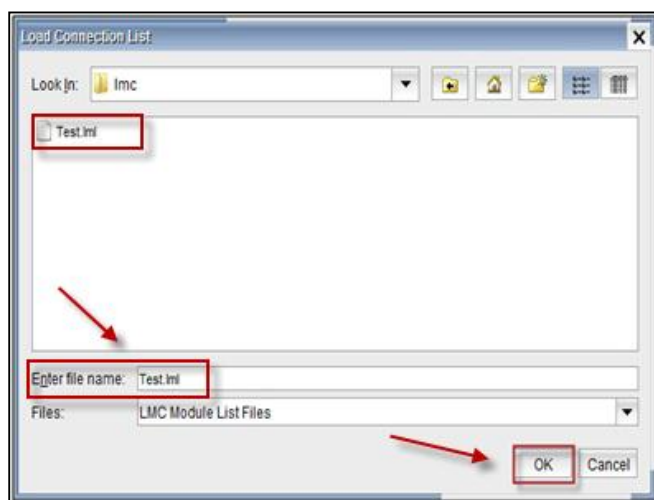 Load Connection List
Look In: lmc
Test.lml
Enter file name: Test.lml
Files: LMC Module List Files
OK Cancel